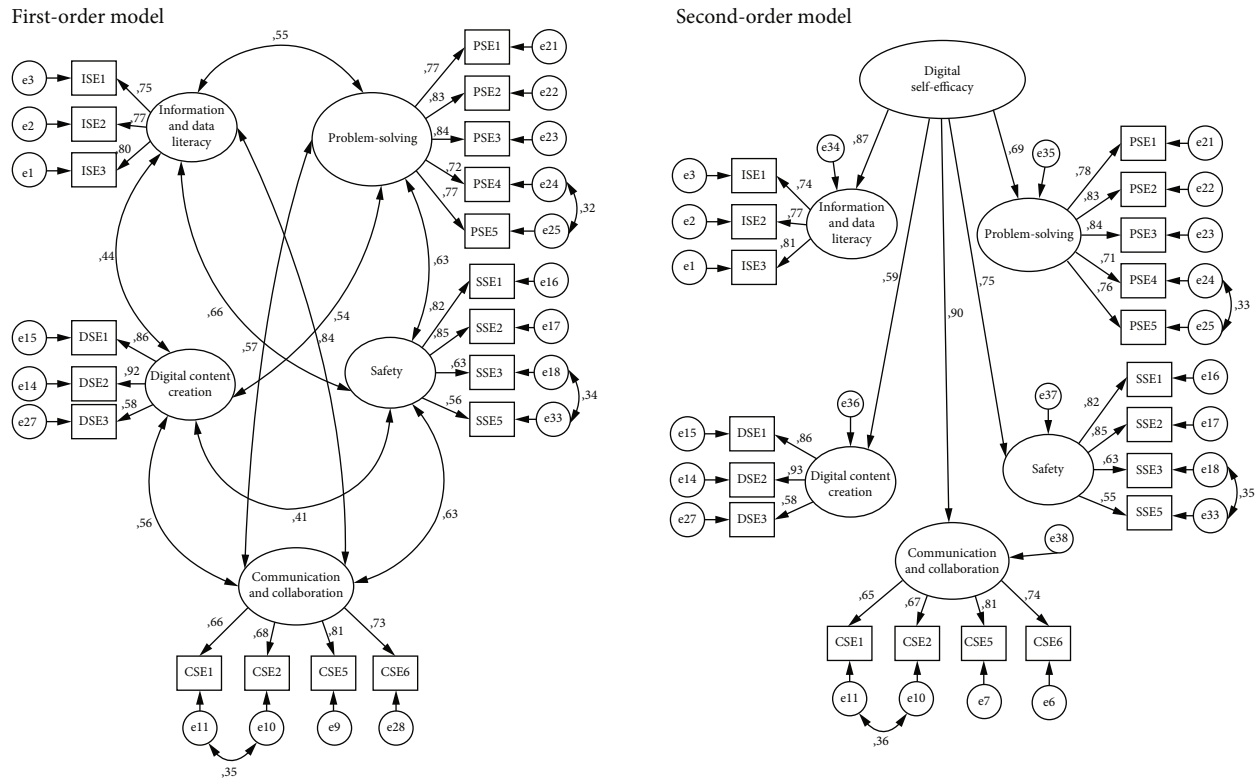 First-order model
,55
e3
ISE1
,75
e2
ISE2
,77
e1
ISE3
,80
Information
and data
literacy
Problem-solving
,77
PSE1
e21
,83
PSE2
e22
,84
PSE3
e23
,72
PSE4
e24
,77
PSE5
e25
,32
,44
,66
,57
,54
,84
,63
e15
DSE1
,86
e14
DSE2
,92
e27
DSE3
,58
Digital content
creation
Safety
,82
SSE1
e16
,85
SSE2
e17
,63
SSE3
e18
,56
SSE5
e33
,34
,56
,41
,63
Communication
and collaboration
,66
,68
,81
,73
CSE1
CSE2
CSE5
CSE6
e11
e10
e9
e28
,35
Second-order model
Digital
self-efficacy
,87
,69
,59
,90
,75
e34
e35
e3
ISE1
,74
e2
ISE2
,77
e1
ISE3
,81
Information
and data
literacy
Problem-solving
,78
PSE1
e21
,83
PSE2
e22
,84
PSE3
e23
,71
PSE4
e24
,76
PSE5
e25
,33
e36
e37
e15
DSE1
,86
e14
DSE2
,93
e27
DSE3
,58
Digital content
creation
Safety
,82
SSE1
e16
,85
SSE2
e17
,63
SSE3
e18
,55
SSE5
e33
,35
e38
Communication
and collaboration
,65
,67
,81
,74
CSE1
CSE2
CSE5
CSE6
e11
e10
e7
e6
,36